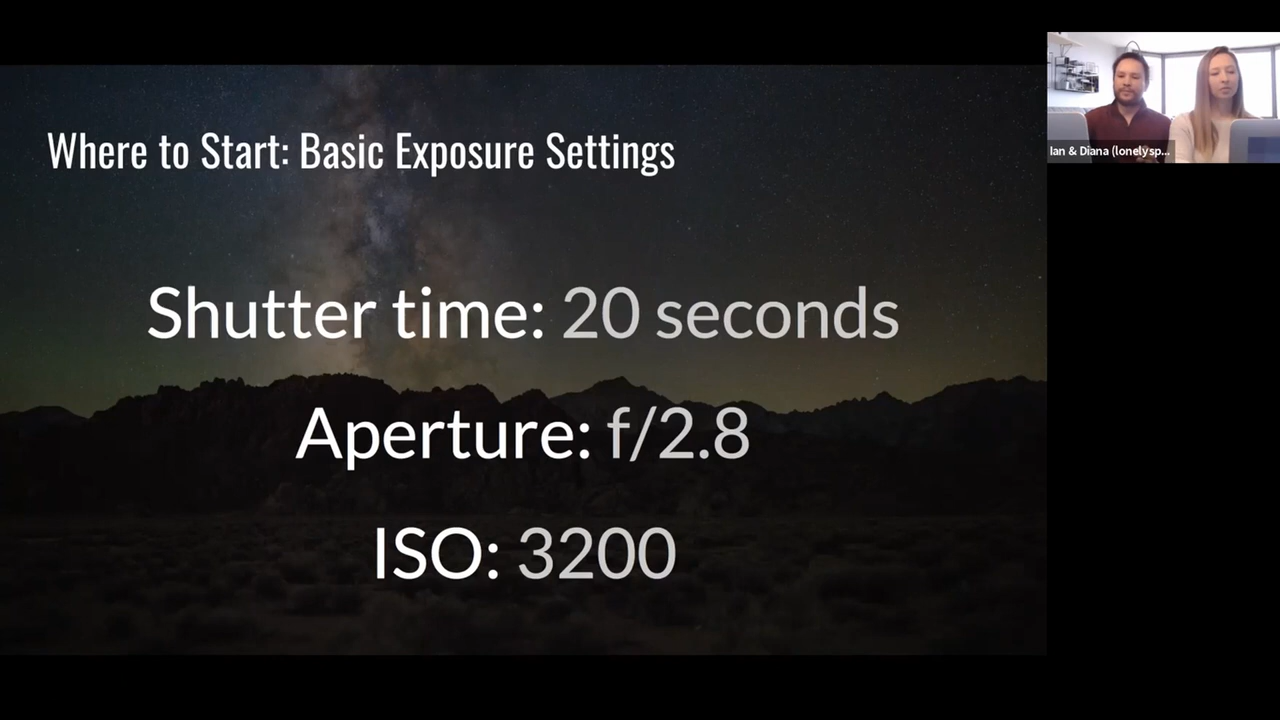 Where to Start: Basic Exposure Settings
Shutter time: 20 seconds
Aperture: f/2.8
ISO: 3200
Ian & Diana (lonelysp...